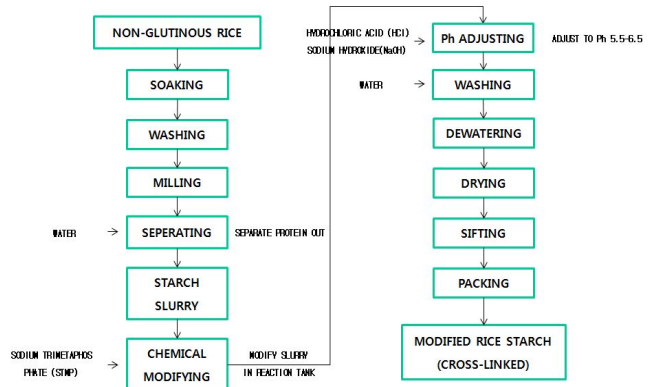 NON-GLUTINOUS RICE
SOAKING
WASHING
MILLING
WATER
SEPERATING
SEPARATE PROTEIN OUT
STARCH
SLURRY
SODIUM TRIMETAPHOS
PHATE (STMP)
CHEMICAL
MODIFYING
MODIFY SLURRY
IN REACTION TANK
HYDROCHLORIC ACID (HCl)
SODIUM HYDROXIDE(NaOH)
Ph ADJUSTING
ADJUST TO Ph 5.5-6.5
WATER
WASHING
DEWATERING
DRYING
SIFTING
PACKING
MODIFIED RICE STARCH
(CROSS-LINKED)